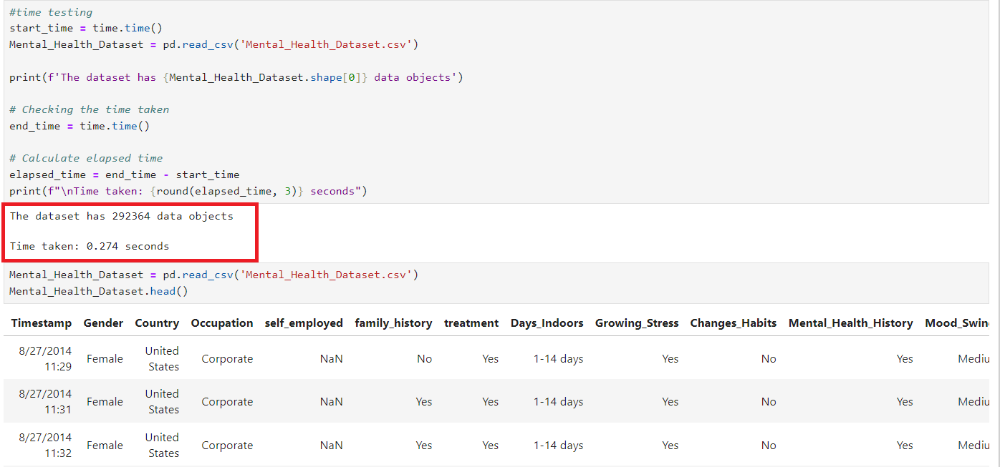 #time testing
start_time = time.time()
Mental_Health_Dataset = pd.read_csv('Mental_Health_Dataset.csv')
print(f'The dataset has {Mental_Health_Dataset.shape[0]} data objects')
# Checking the time taken
end_time = time.time()
# Calculate elapsed time
elapsed_time = end_time - start_time
print(f"\nTime taken: {round(elapsed_time, 3)} seconds")
The dataset has 292364 data objects
Time taken: 0.274 seconds
Mental_Health_Dataset = pd.read_csv('Mental_Health_Dataset.csv')
Mental_Health_Dataset.head()
Timestamp Gender Country Occupation self_employed family_history treatment Days_Indoors Growing_Stress Changes_Habits Mental_Health_History Mood_Swin
8/27/2014 United
11:29 Female States Corporate NaN No Yes 1-14 days Yes No Yes Mediu
8/27/2014 United
11:31 Female States Corporate NaN Yes Yes 1-14 days Yes No Yes Mediu
8/27/2014 United
11:32 Female States Corporate NaN Yes Yes 1-14 days Yes No Yes Mediu